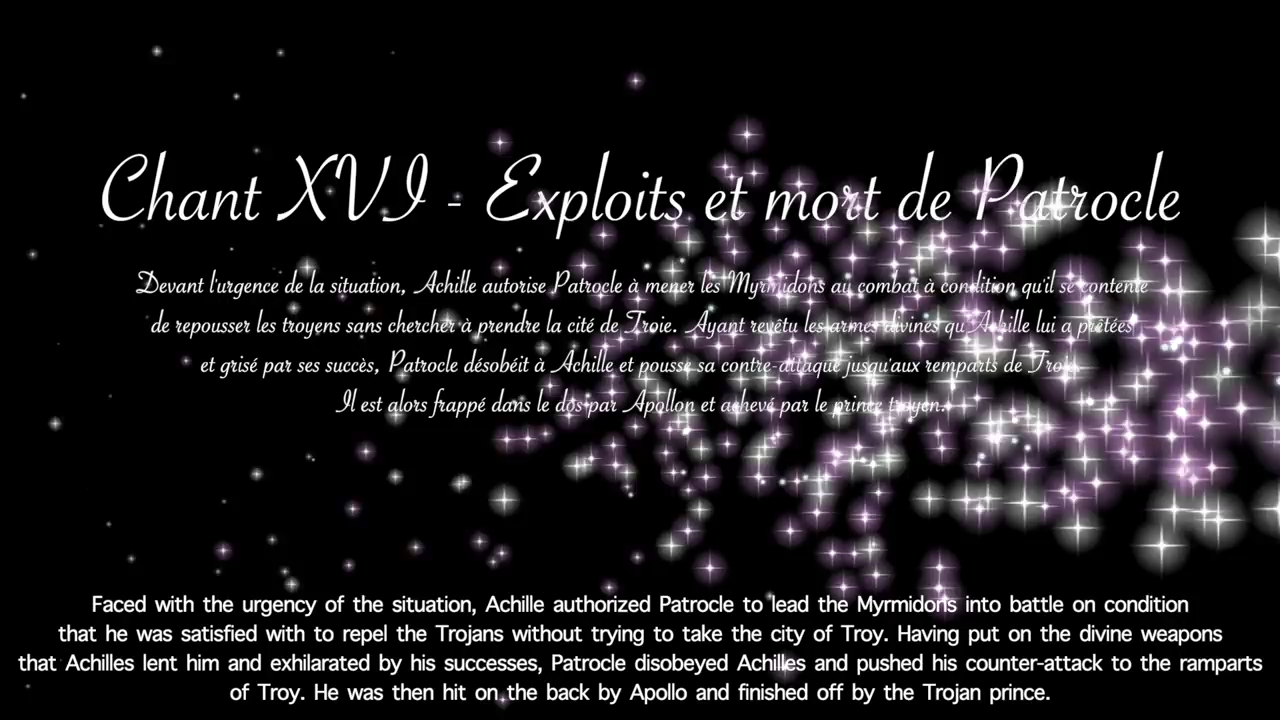 Chant XVI - Exploits et mort de Patrocle
Devant l'urgence de la situation, Achille autorise Patrocle à mener les Myrmidons au combat à condition qu'il se contente
de repousser les troyens sans chercher à prendre la cité de Troie. Ayant revêtu les armes divines qu'Achille lui a prêtées
et grisé par ses succès, Patrocle désobéit à Achille et pousse sa contre-attaque jusqu'aux remparts de Troie.
Il est alors frappé dans le dos par Apollon et achevé par le prince troyen.
Faced with the urgency of the situation, Achille authorized Patrocle to lead the Myrmidons into battle on condition
that he was satisfied with to repel the Trojans without trying to take the city of Troy. Having put on the divine weapons
that Achilles lent him and exhilarated by his successes, Patrocle disobeyed Achilles and pushed his counter-attack to the ramparts
of Troy. He was then hit on the back by Apollo and finished off by the Trojan prince.